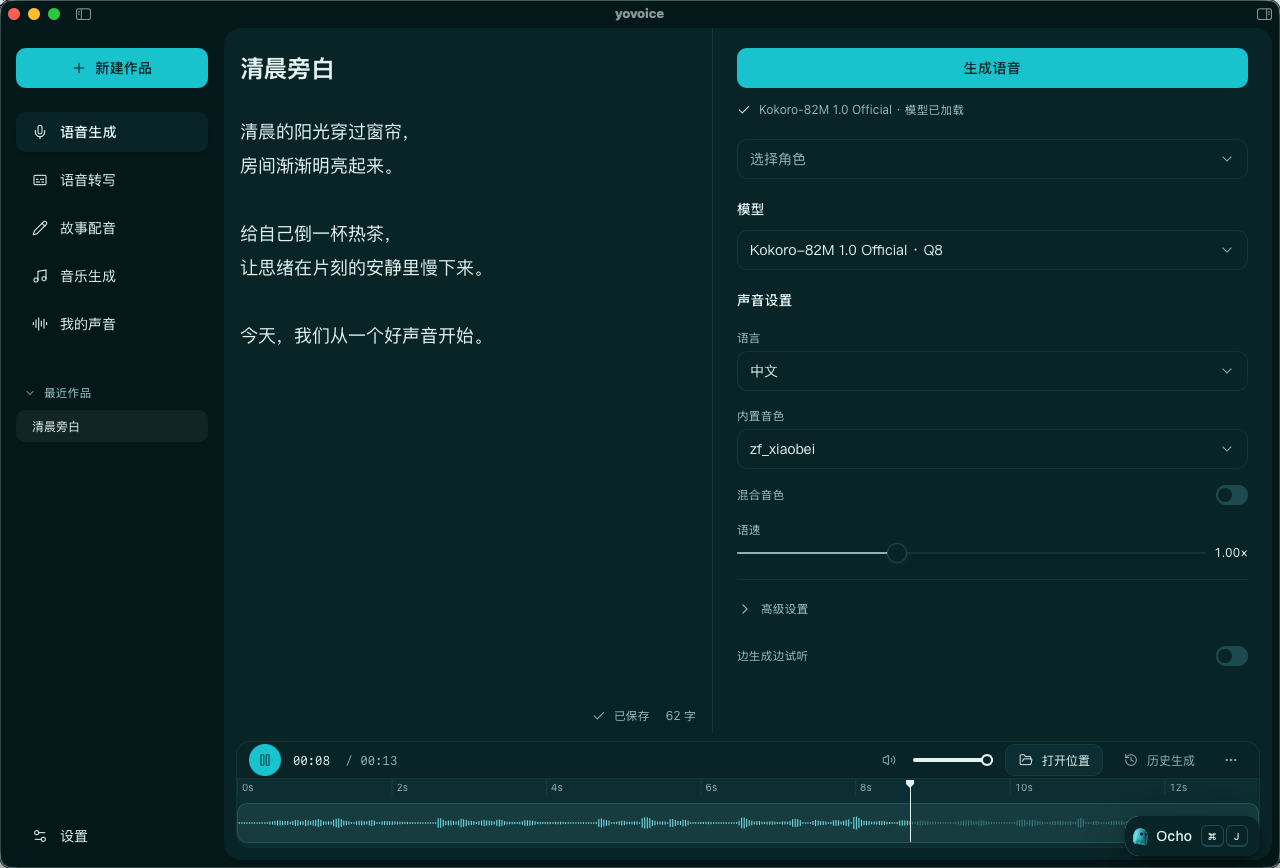 yovoice
新建作品
语音生成
语音转写
故事配音
音乐生成
我的声音
最近作品
清晨旁白
设置
清晨旁白
清晨的阳光穿过窗帘，
房间渐渐明亮起来。
给自己倒一杯热茶，
让思绪在片刻的安静里慢下来。
今天，我们从一个好声音开始。
已保存 62 字
生成语音
Kokoro-82M 1.0 Official · 模型已加载
选择角色
模型
Kokoro-82M 1.0 Official · Q8
声音设置
语言
中文
内置音色
zf_xiaobei
混合音色
语速
1.00×
高级设置
边生成边试听
00:08 / 00:13
打开位置
历史生成
0s 2s 4s 6s 8s 10s 12s
Ocho ⌘ J